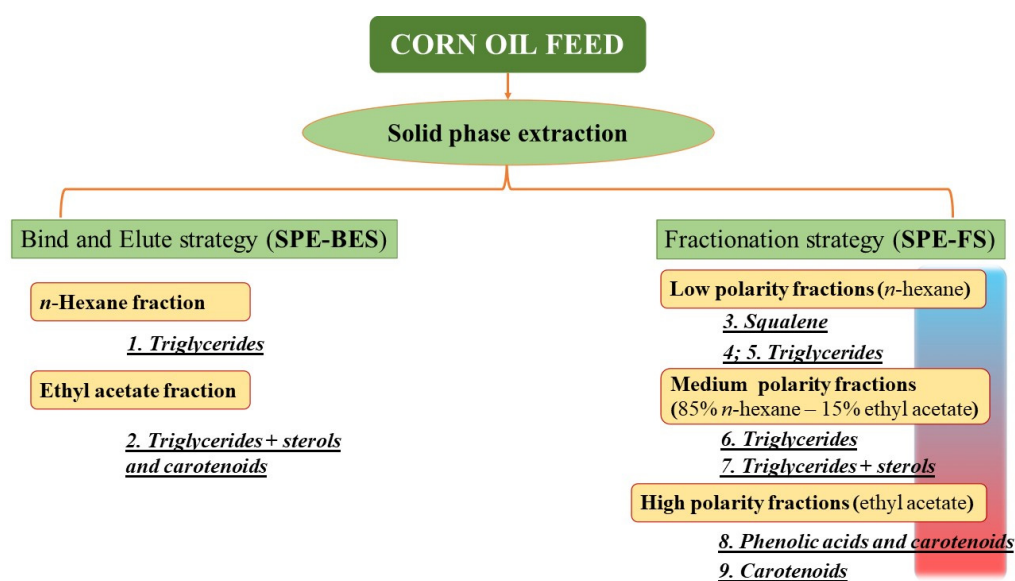 CORN OIL FEED
Solid phase extraction
Bind and Elute strategy (SPE-BES)
n-Hexane fraction
1. Triglycerides
Ethyl acetate fraction
2. Triglycerides + sterols
and carotenoids
Fractionation strategy (SPE-FS)
Low polarity fractions (n-hexane)
3. Squalene
4; 5. Triglycerides
Medium polarity fractions
(85% n-hexane – 15% ethyl acetate)
6. Triglycerides
7. Triglycerides + sterols
High polarity fractions (ethyl acetate)
8. Phenolic acids and carotenoids
9. Carotenoids